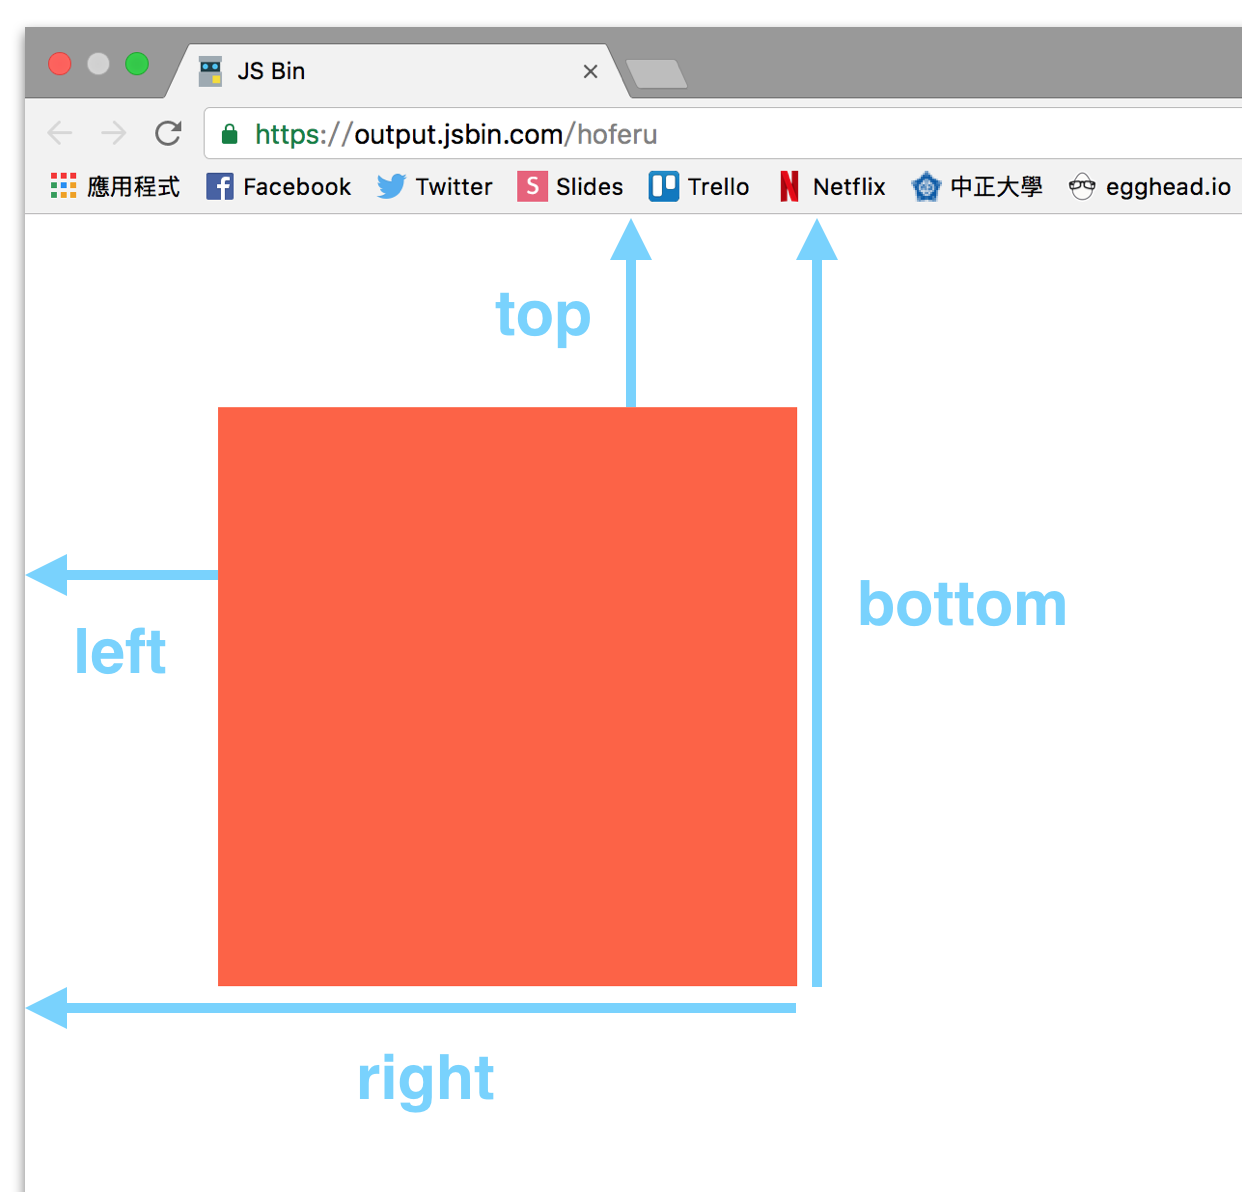 JS Bin
https://output.jsbin.com/hoferu
應用程式 Facebook Twitter S Slides Trello Netflix 中正大學 egghead.io
top
bottom
left
right